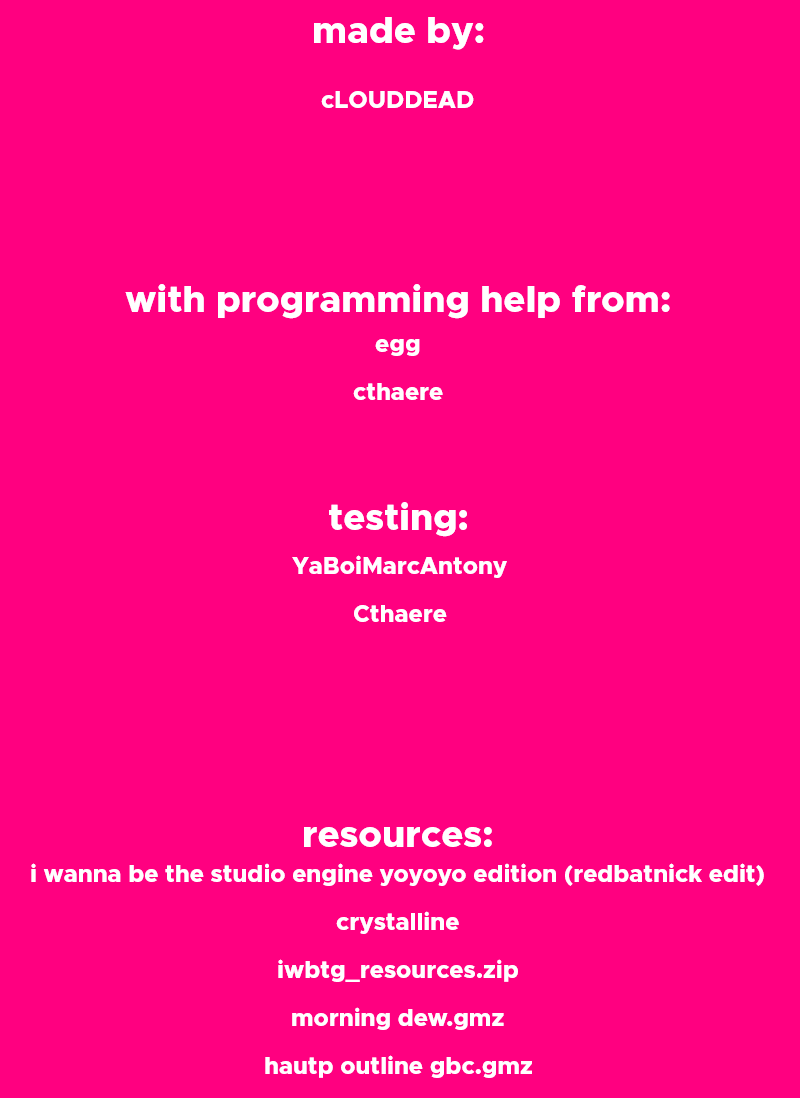 made by:
cLOUDDEAD
with programming help from:
egg
cthaere
testing:
YaBoiMarcAntony
Cthaere
resources:
i wanna be the studio engine yoyoyo edition (redbatnick edit)
crystalline
iwbtg_resources.zip
morning dew.gmz
hautp outline gbc.gmz